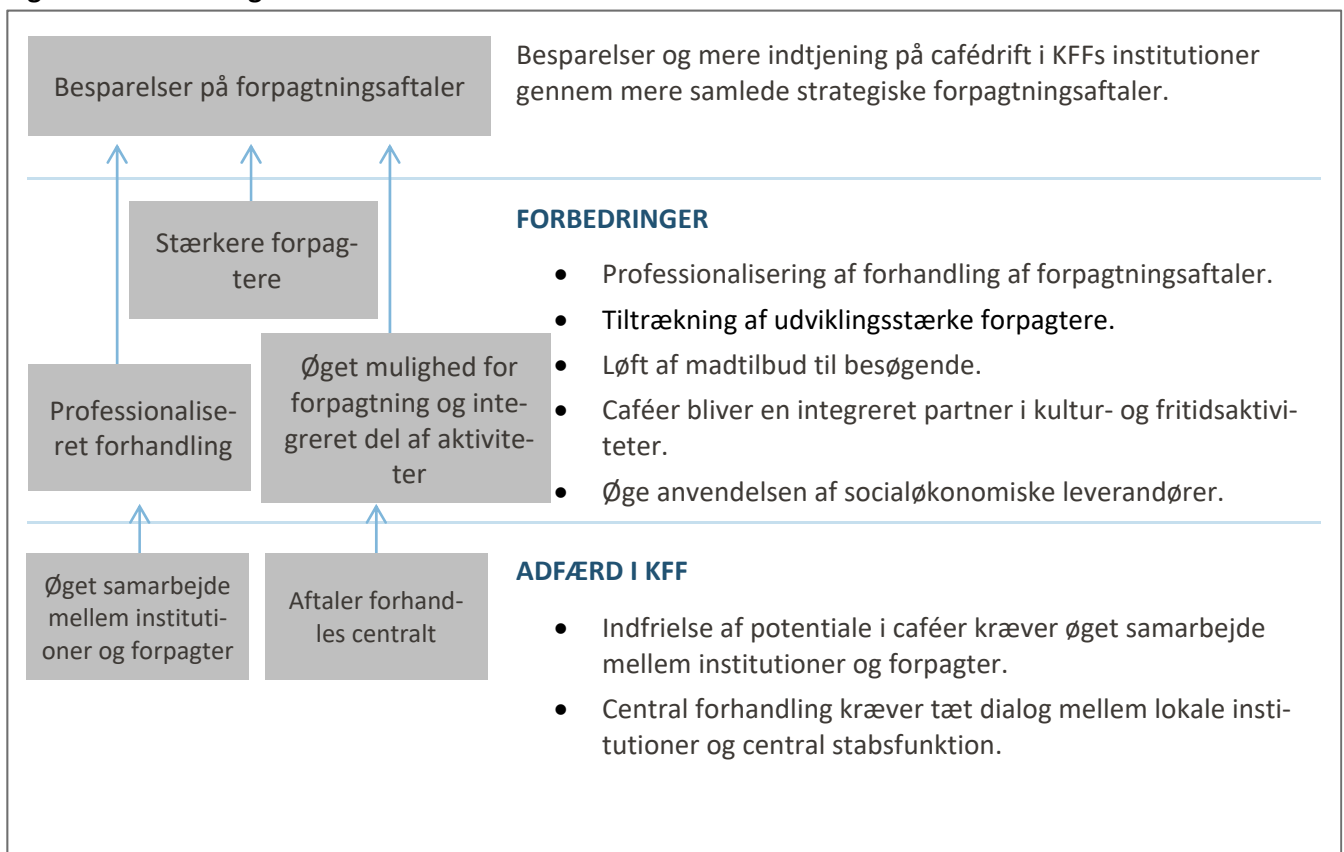 Besparelser på forpagtningsaftaler
Besparelser og mere indtjening på cafédrift i KFFs institutioner
gennem mere samlede strategiske forpagtningsaftaler.
Stærkere forpag-
tere
Professionalise-
ret forhandling
Øget mulighed for
forpagtning og inte-
greret del af aktivite-
ter
FORBEDRINGER
• Professionalisering af forhandling af forpagtningsaftaler.
• Tiltrækning af udviklingsstærke forpagtere.
• Løft af madtilbud til besøgende.
• Caféer bliver en integreret partner i kultur- og fritidsaktivi-
teter.
• Øge anvendelsen af socialøkonomiske leverandører.
Øget samarbejde
mellem instituti-
oner og forpagter
Aftaler forhand-
les centralt
ADFÆRD I KFF
• Indfrielse af potentiale i caféer kræver øget samarbejde
mellem institutioner og forpagter.
• Central forhandling kræver tæt dialog mellem lokale insti-
tutioner og central stabsfunktion.